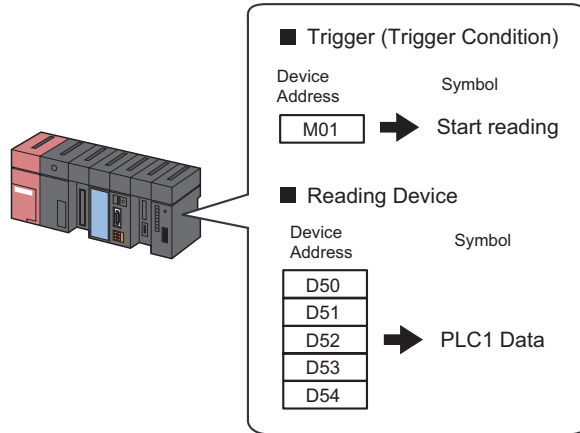 ■ Trigger (Trigger Condition)
Device
Address
Symbol
M01
Start reading
■ Reading Device
Device
Address
Symbol
D50
D51
D52
D53
D54
PLC1 Data